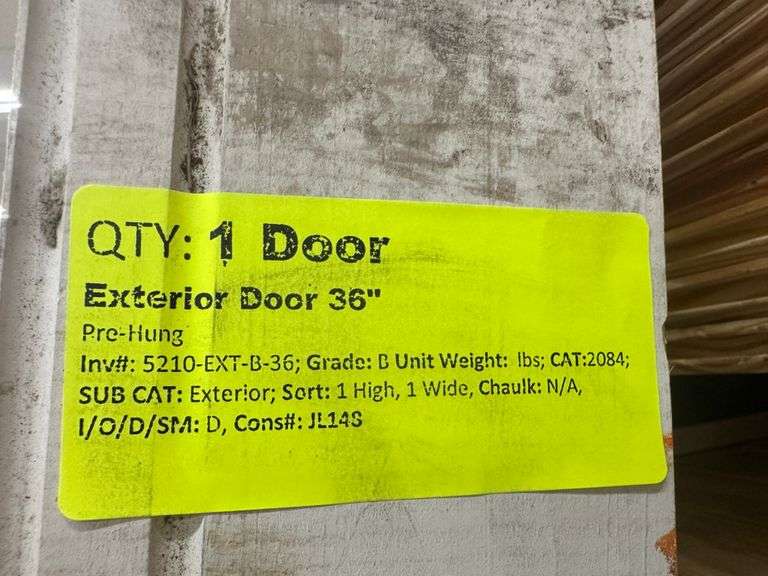 QTY: 1 Door
Exterior Door 36"
Pre-Hung
Inv#: 5210-EXT-B-36; Grade: B Unit Weight: lbs; CAT:2084;
SUB CAT: Exterior; Sort: 1 High, 1 Wide, Chaulk: N/A,
I/O/D/SM: D, Cons#: JL148